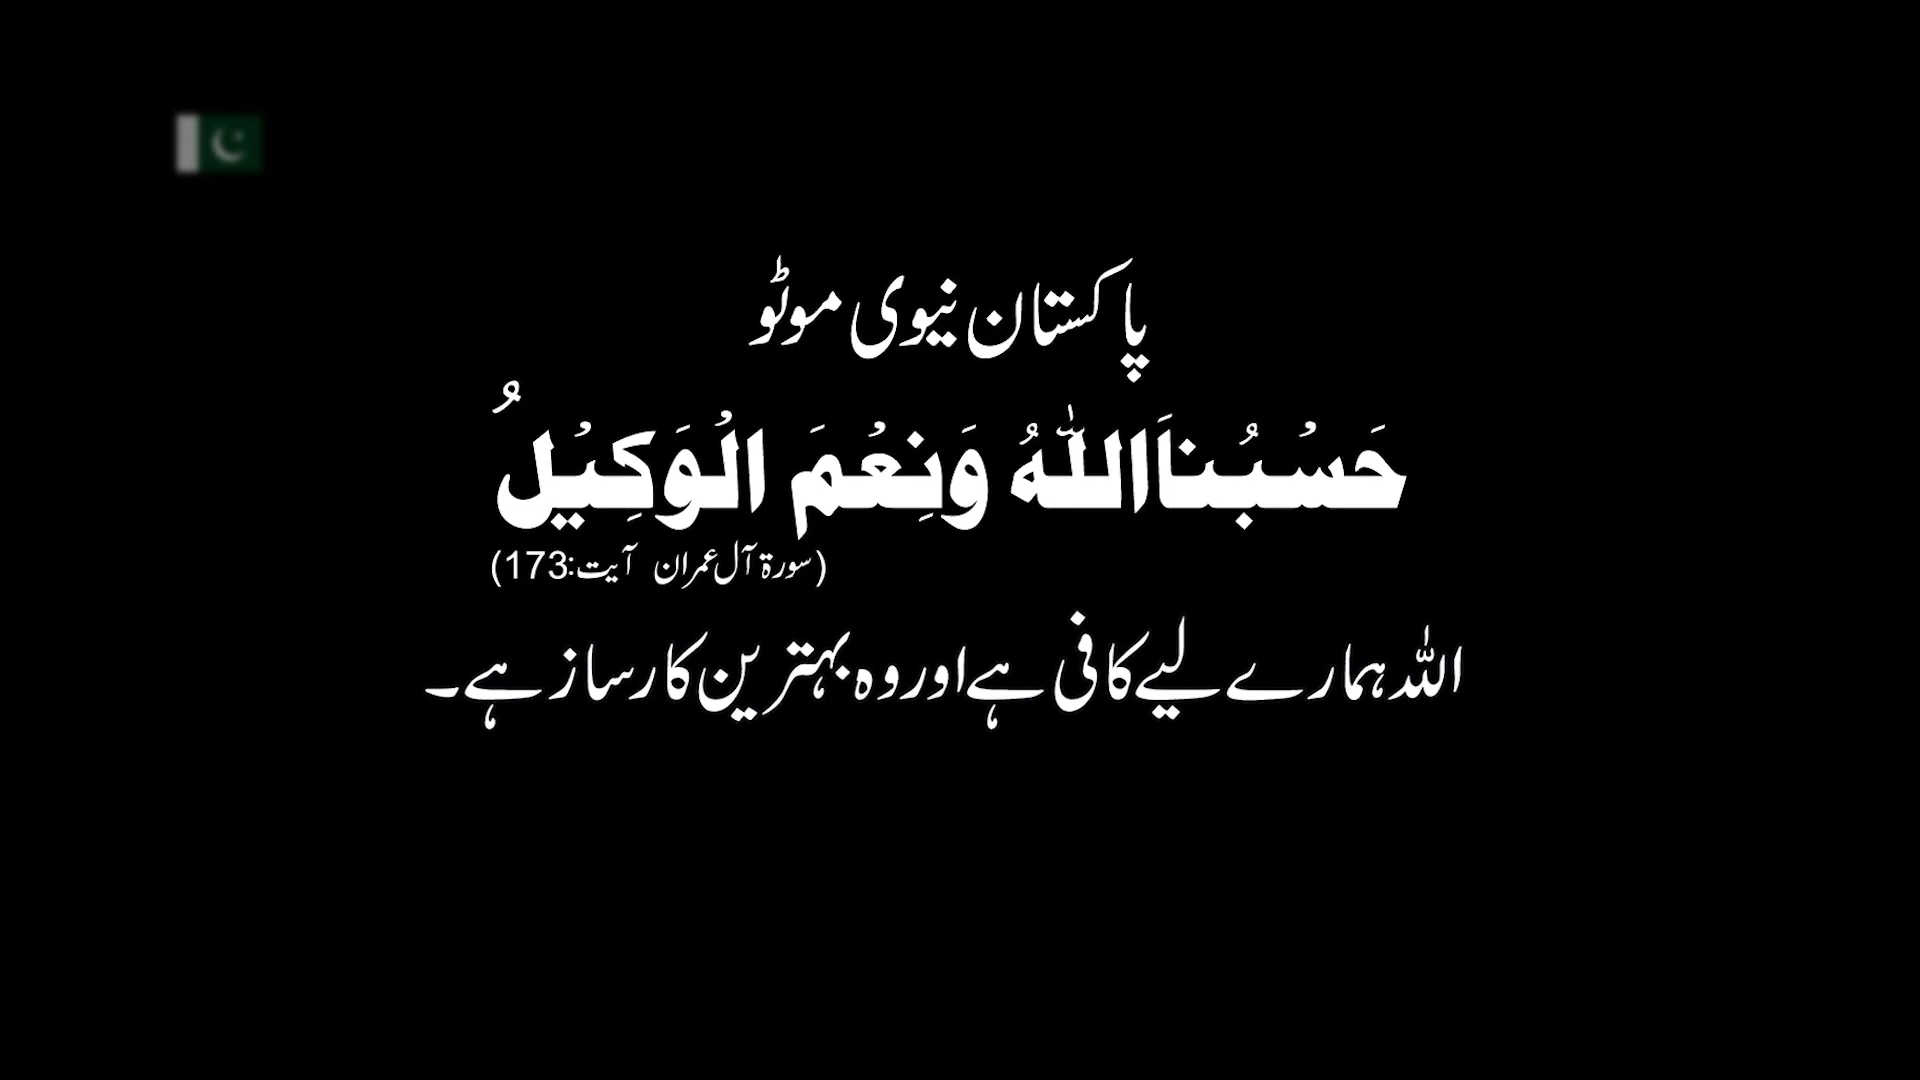 پاکستان نیوی موٹو
حَسْبُناَاللّٰهُ وَنِعْمَ الْوَكِيْلُ
(سورۃ آل عمران آیت:173)
اللہ ہمارے لیے کافی ہے اور وہ بہترین کارساز ہے۔